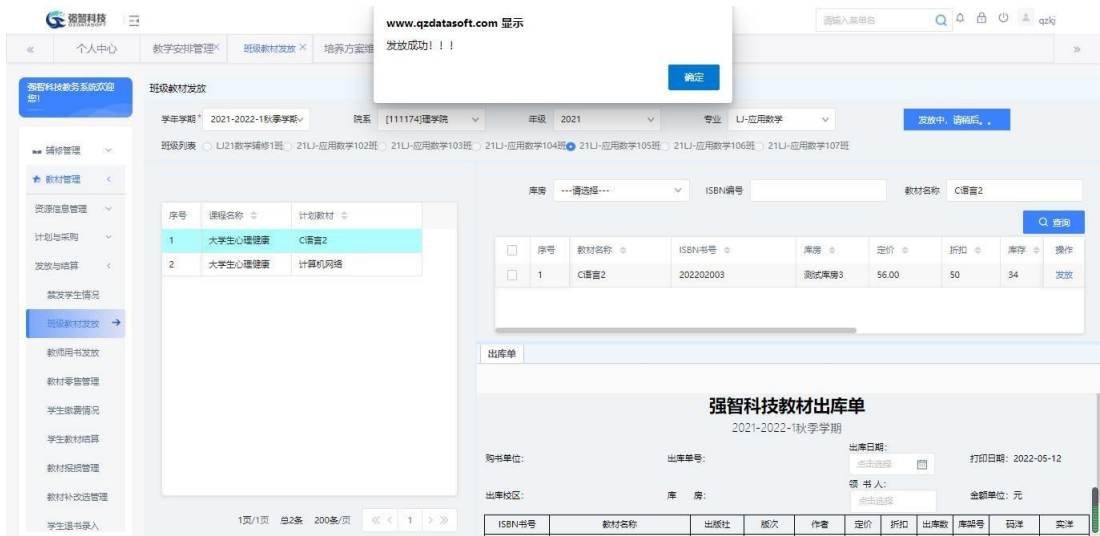 强智科技
QZDATASOFT
www.qzdatasoft.com 显示
发放成功！！！
确定
请输入菜单名
qzkj
个人中心
教学安排管理
班级教材发放
培养方案维
强智科技教务系统欢迎您!
辅修管理
教材管理
资源信息管理
计划与采购
发放与结算
禁发学生情况
班级教材发放
教师用书发放
教材零售管理
学生缴费情况
学生教材结算
教材报损管理
教材补改选管理
学生退书录入
班级教材发放
学年学期* 2021-2022-1秋季学期 院系 [111174]理学院 年级 2021 专业 LJ-应用数学 发放中，请稍后。。
班级列表 LJ21数学辅修1班 21LJ-应用数学102班 21LJ-应用数学103班 21LJ-应用数学104班 21LJ-应用数学105班 21LJ-应用数学106班 21LJ-应用数学107班
序号 课程名称 计划教材
1 大学生心理健康 C语言2
2 大学生心理健康 计算机网络
1页/1页 总2条 200条/页 1
库房 ---请选择--- ISBN编号 教材名称 C语言2
查询
序号 教材名称 ISBN书号 库房 定价 折扣 库存 操作
1 C语言2 202202003 测试库房3 56.00 50 34 发放
出库单
强智科技教材出库单
2021-2022-1秋季学期
购书单位: 出库单号: 出库日期: 点击选择 打印日期: 2022-05-12
出库校区: 库 房: 领 书 人: 点击选择 金额单位: 元
ISBN书号 教材名称 出版社 版次 作者 定价 折扣 出库数 库架号 码洋 实洋